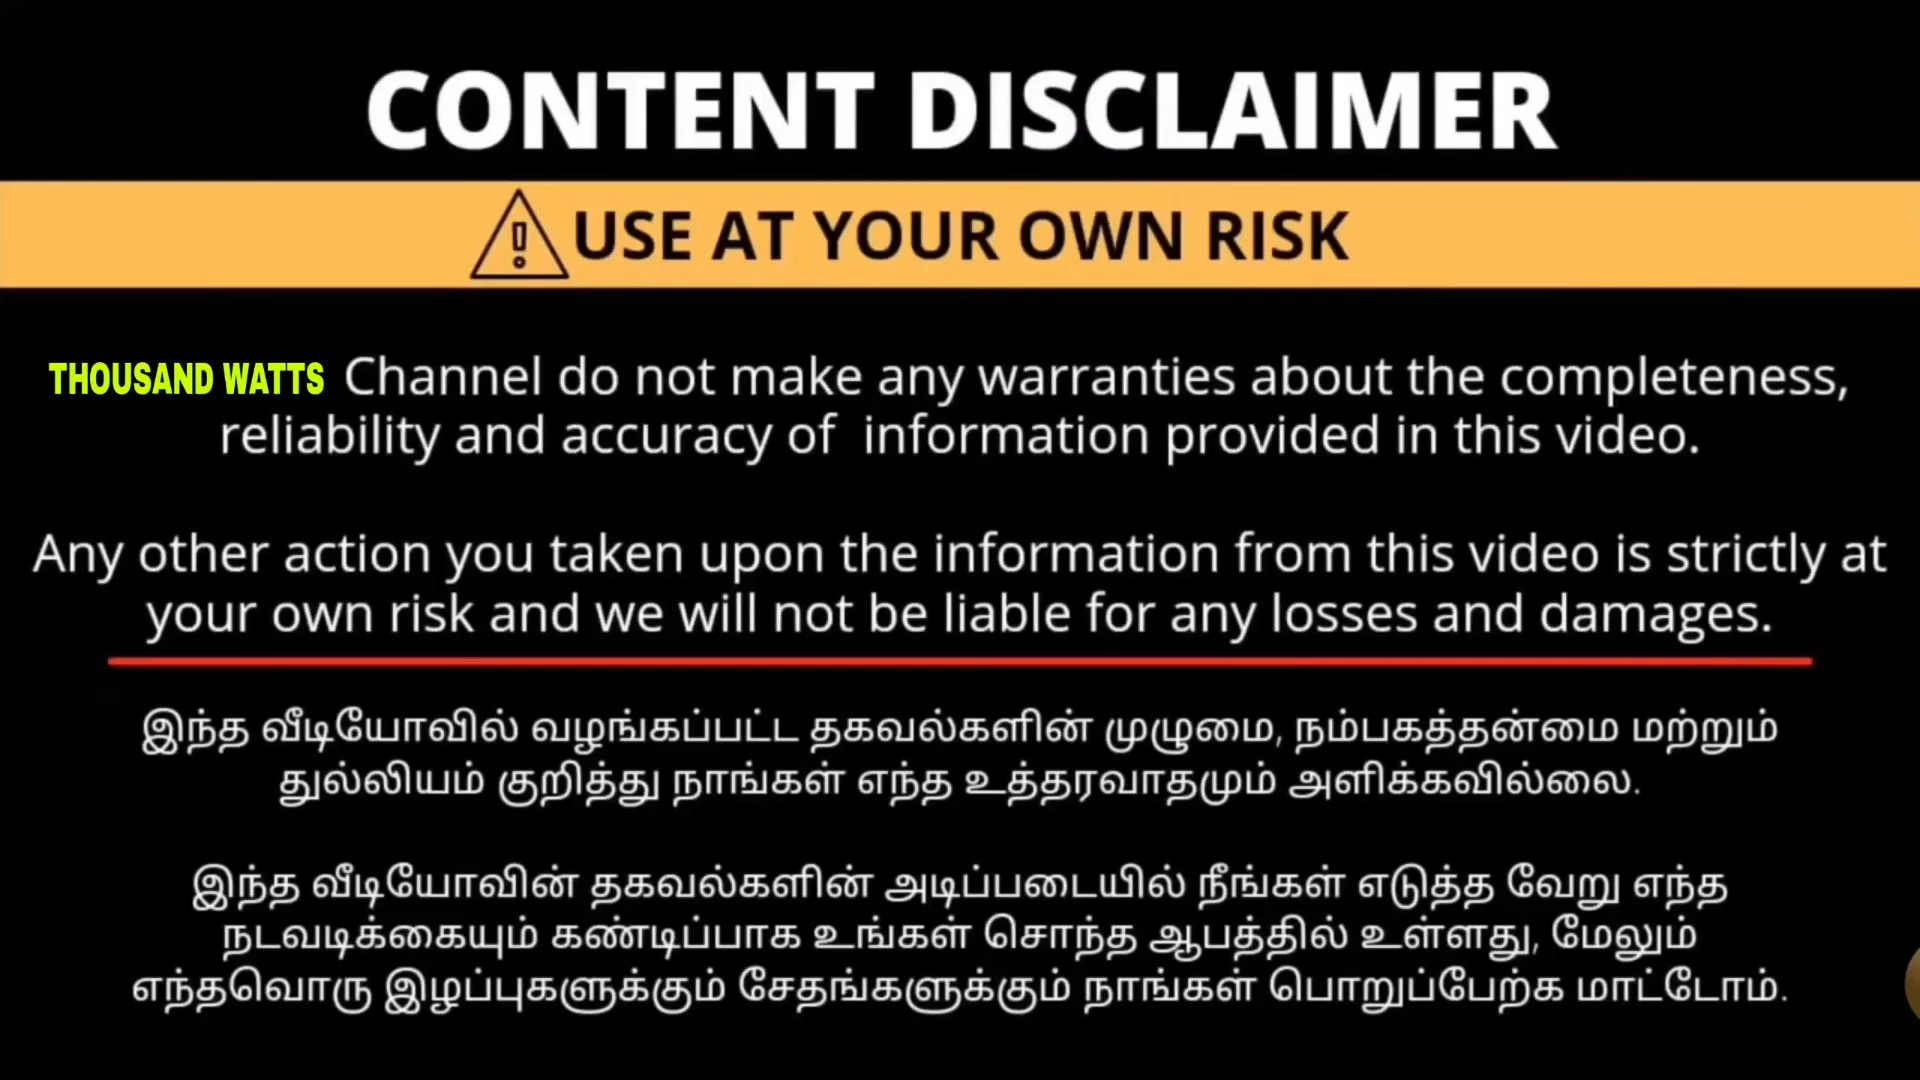 CONTENT DISCLAIMER
USE AT YOUR OWN RISK
THOUSAND WATTS Channel do not make any warranties about the completeness,
reliability and accuracy of information provided in this video.
Any other action you taken upon the information from this video is strictly at
your own risk and we will not be liable for any losses and damages.
இந்த வீடியோவில் வழங்கப்பட்ட தகவல்களின் முழுமை, நம்பகத்தன்மை மற்றும்
துல்லியம் குறித்து நாங்கள் எந்த உத்தரவாதமும் அளிக்கவில்லை.
இந்த வீடியோவின் தகவல்களின் அடிப்படையில் நீங்கள் எடுத்த வேறு எந்த
நடவடிக்கையும் கண்டிப்பாக உங்கள் சொந்த ஆபத்தில் உள்ளது, மேலும்
எந்தவொரு இழப்புகளுக்கும் சேதங்களுக்கும் நாங்கள் பொறுப்பேற்க மாட்டோம்.